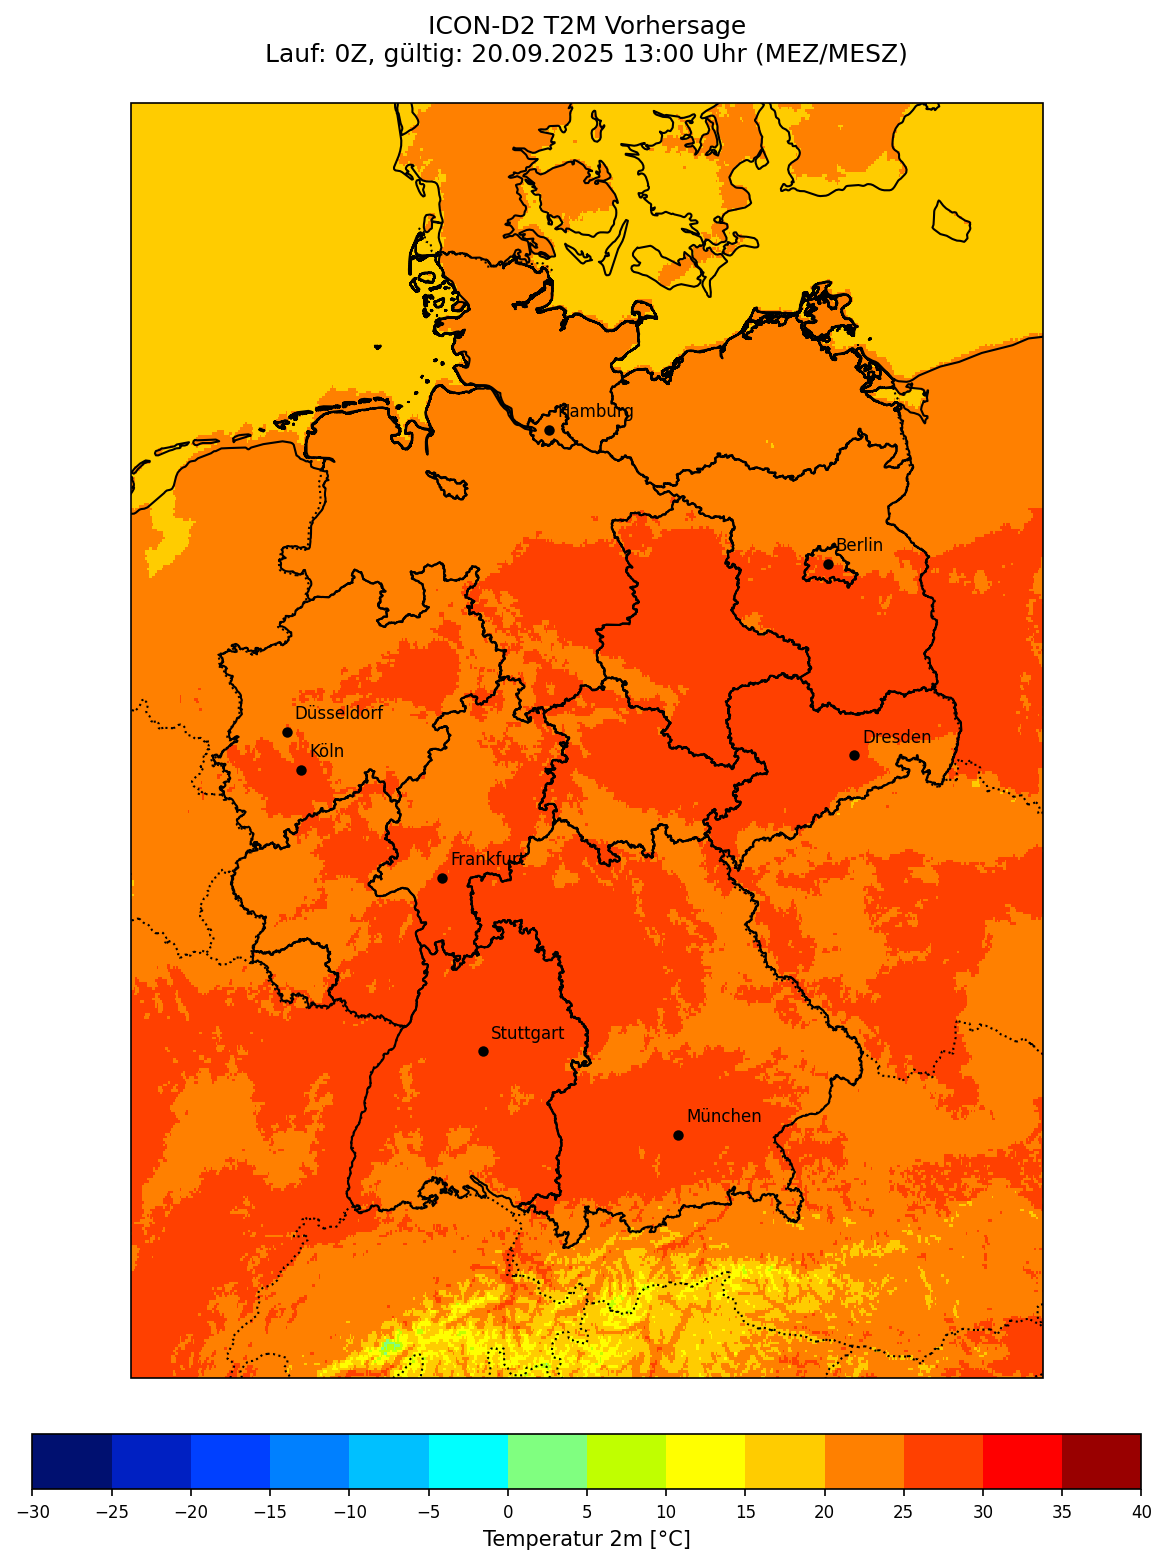 ICON-D2 T2M Vorhersage
Lauf: 0Z, gültig: 20.09.2025 13:00 Uhr (MEZ/MESZ)
Hamburg
Berlin
Düsseldorf
Köln
Dresden
Frankfurt
Stuttgart
München
−30 −25 −20 −15 −10 −5 0 5 10 15 20 25 30 35 40
Temperatur 2m [°C]